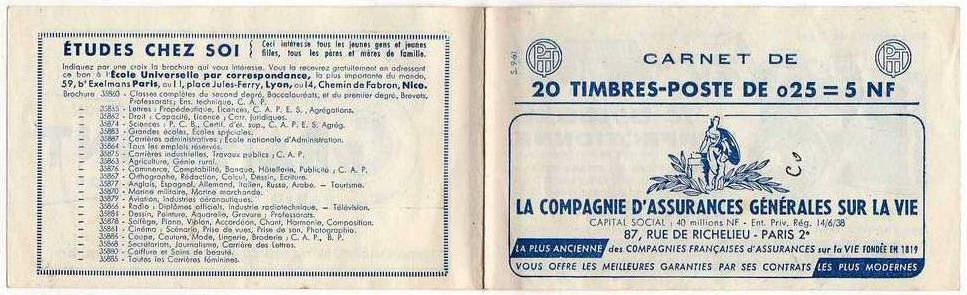 ÉTUDES CHEZ SOI { Ceci intéresse tous les jeunes gens et jeunes
filles, tous les pères et mères de famille.
Indiquez par une croix la brochure qui vous intéresse. Vous la recevrez gratuitement en adressant
ce bon à l'École Universelle par correspondance, la plus importante du monde,
59, bᵈ Exelmans Paris, ou 11, place Jules-Ferry, Lyon, ou 14, Chemin de Fabron, Nice.
Brochure 35860 - Classes complètes du second degré, Baccalauréats, et du premier degré, Brevets,
Professorats; Ens. technique, C. A. P.
— 35855 - Lettres; Propédeutique, licences, C. A. P. E. S., Agrégations.
— 35862 - Droit; Capacité, Licence; Carr. juridiques.
— 35874 - Sciences; P. C. B., Certif. d'él. sup., C. A. P. E. S. Agrég.
— 35883 - Grandes écoles, Écoles spéciales.
— 35887 - Carrières administratives; École nationale d'Administration.
— 35864 - Tous les emplois réservés.
— 35875 - Carrières industrielles, Travaux publics; C. A. P.
— 35863 - Agriculture, Génie rural.
— 35876 - Commerce, Comptabilité, Banque, Hôtellerie, Publicité; C. A. P.
— 35867 - Orthographe, Rédaction, Calcul, Dessin, Écriture.
— 35877 - Anglais, Espagnol, Allemand, Italien, Russe, Arabe. — Tourisme.
— 35870 - Marine militaire, Marine marchande.
— 35879 - Aviation, Industries aéronautiques.
— 35856 - Radio; Diplômes officiels, Industrie radiotechnique. — Télévision.
— 35884 - Dessin, Peinture, Aquarelle, Gravure; Professorats.
— 35878 - Solfège, Piano, Violon, Accordéon, Chant, Harmonie, Composition.
— 35861 - Cinéma : Scénario, Prise de vues, Prise de son, Photographie.
— 35886 - Coupe, Couture, Mode, Lingerie, Broderie; C. A. P., B. P.
— 35868 - Secrétariat, Journalisme, Carrière des Lettres.
— 35880 - Coiffure et Soins de beauté.
— 35885 - Toutes les Carrières féminines.
S. 9-61
PTT
PTT
CARNET DE
20 TIMBRES-POSTE DE 0 25 = 5 NF
LA COMPAGNIE D'ASSURANCES GÉNÉRALES SUR LA VIE
CAPITAL SOCIAL : 40 millions NF - Ent. Priv. Rég. 14/6/38
87, RUE DE RICHELIEU - PARIS 2ᵉ
LA PLUS ANCIENNE des COMPAGNIES FRANÇAISES d'ASSURANCES sur la VIE FONDÉE EN 1819
VOUS OFFRE LES MEILLEURES GARANTIES PAR SES CONTRATS LES PLUS MODERNES